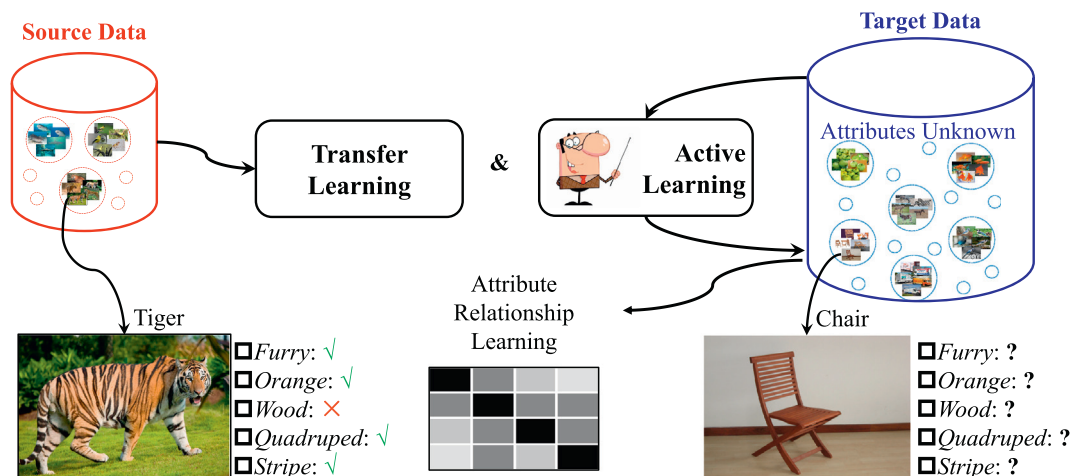 Source Data
Target Data
Attributes Unknown
Transfer
Learning
&
Active
Learning
Attribute
Relationship
Learning
Tiger
Furry: √
Orange: √
Wood: ×
Quadruped: √
Stripe: √
Chair
Furry: ?
Orange: ?
Wood: ?
Quadruped: ?
Stripe: ?